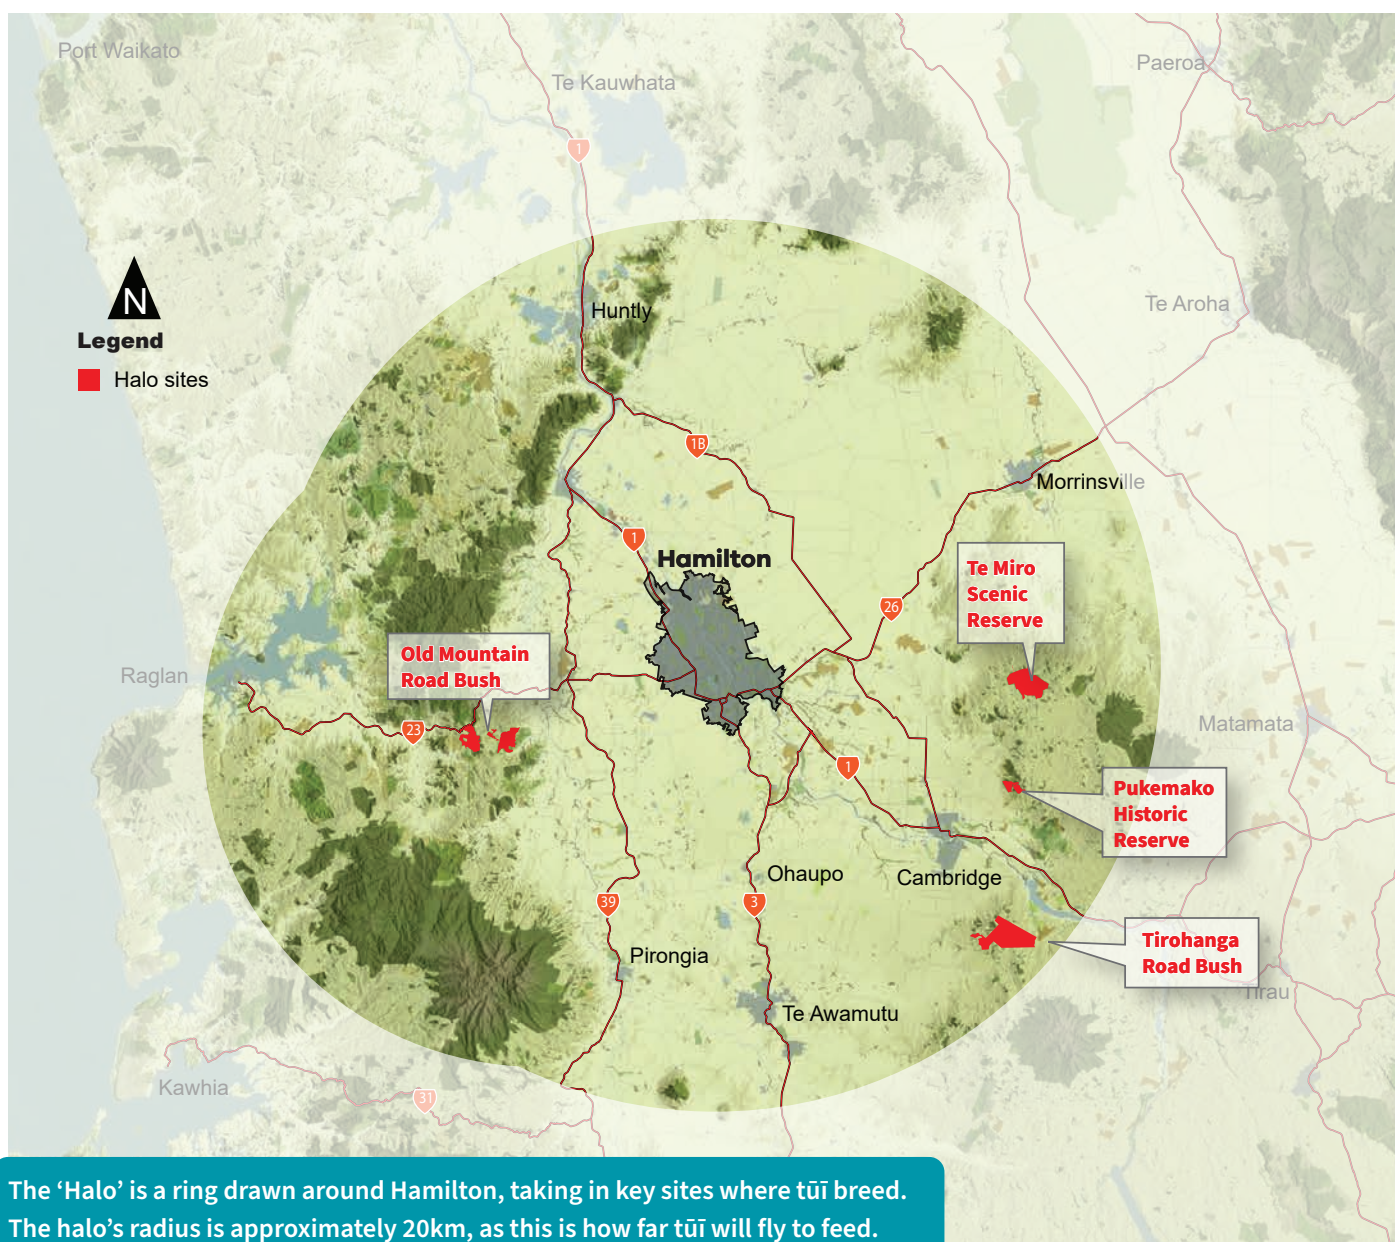 Port Waikato
Te Kauwhata
Paeroa
1
N
Legend
Halo sites
Huntly
Te Aroha
1B
Morrinsville
1
Hamilton
26
Te Miro
Scenic
Reserve
Old Mountain
Road Bush
Raglan
23
Matamata
1
Pukemako
Historic
Reserve
Ohaupo
Cambridge
39
3
Tirohanga
Road Bush
Pirongia
Tirau
Te Awamutu
Kawhia
31
The ‘Halo’ is a ring drawn around Hamilton, taking in key sites where tūī breed.
The halo’s radius is approximately 20km, as this is how far tūī will fly to feed.